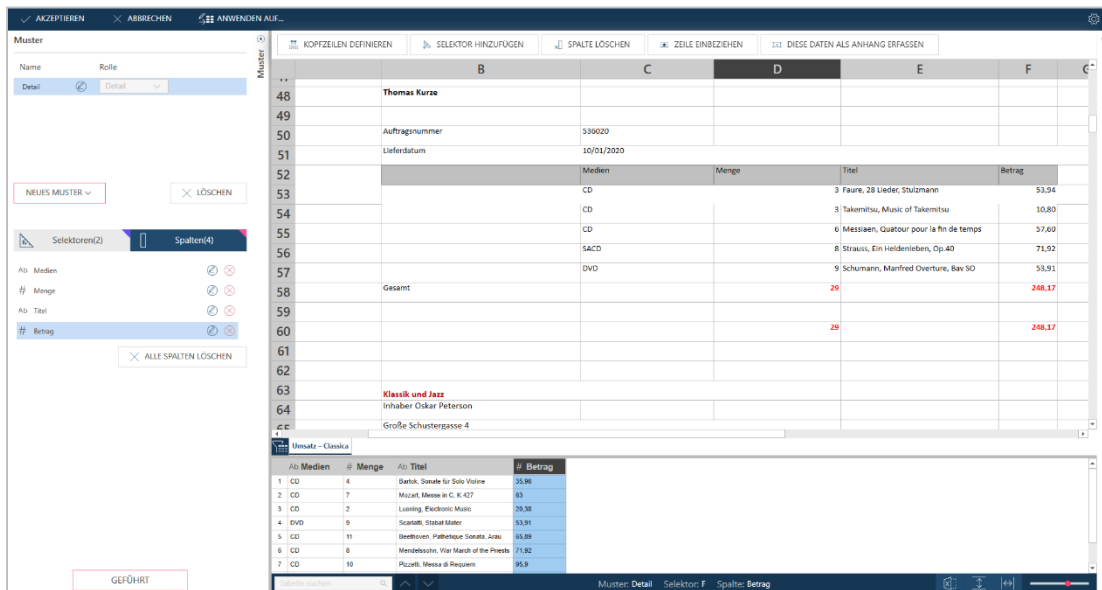 AKZEPTIEREN ABBRECHEN ANWENDEN AUF...
Muster
Name Rolle
Detail Detail
NEUES MUSTER LÖSCHEN
Selektoren(2) Spalten(4)
Ab Medien
# Menge
Ab Titel
# Betrag
ALLE SPALTEN LÖSCHEN
GEFÜHRT
Muster
KOPFZEILEN DEFINIEREN SELEKTOR HINZUFÜGEN SPALTE LÖSCHEN ZEILE EINBEZIEHEN DIESE DATEN ALS ANHANG ERFASSEN
B C D E F
48 Thomas Kurze
49
50 Auftragsnummer 536020
51 Lieferdatum 10/01/2020
52 Medien Menge Titel Betrag
53 CD 3 Faure, 28 Lieder, Stulzmann 53,94
54 CD 3 Takemitsu, Music of Takemitsu 10,80
55 CD 6 Messiaen, Quatour pour la fin de temps 57,60
56 SACD 8 Strauss, Ein Heldenleben, Op.40 71,92
57 DVD 9 Schumann, Manfred Overture, Bav SO 53,91
58 Gesamt 29 248,17
59
60 29 248,17
61
62
63 Klassik und Jazz
64 Inhaber Oskar Peterson
65 Große Schustergasse 4
Umsatz – Classica
Ab Medien # Menge Ab Titel # Betrag
1 CD 4 Bartok, Sonate für Solo Violine 35,96
2 CD 7 Mozart, Messe in C, K.427 63
3 CD 2 Luening, Electronic Music 20,30
4 DVD 9 Scarlatti, Stabat Mater 53,91
5 CD 11 Beethoven, Pathetique Sonata, Arau 65,89
6 CD 8 Mendelssohn, War March of the Priests 71,92
7 CD 10 Pizzetti, Messa di Requiem 95,9
Tabelle suchen... Muster: Detail Selektor: F Spalte: Betrag